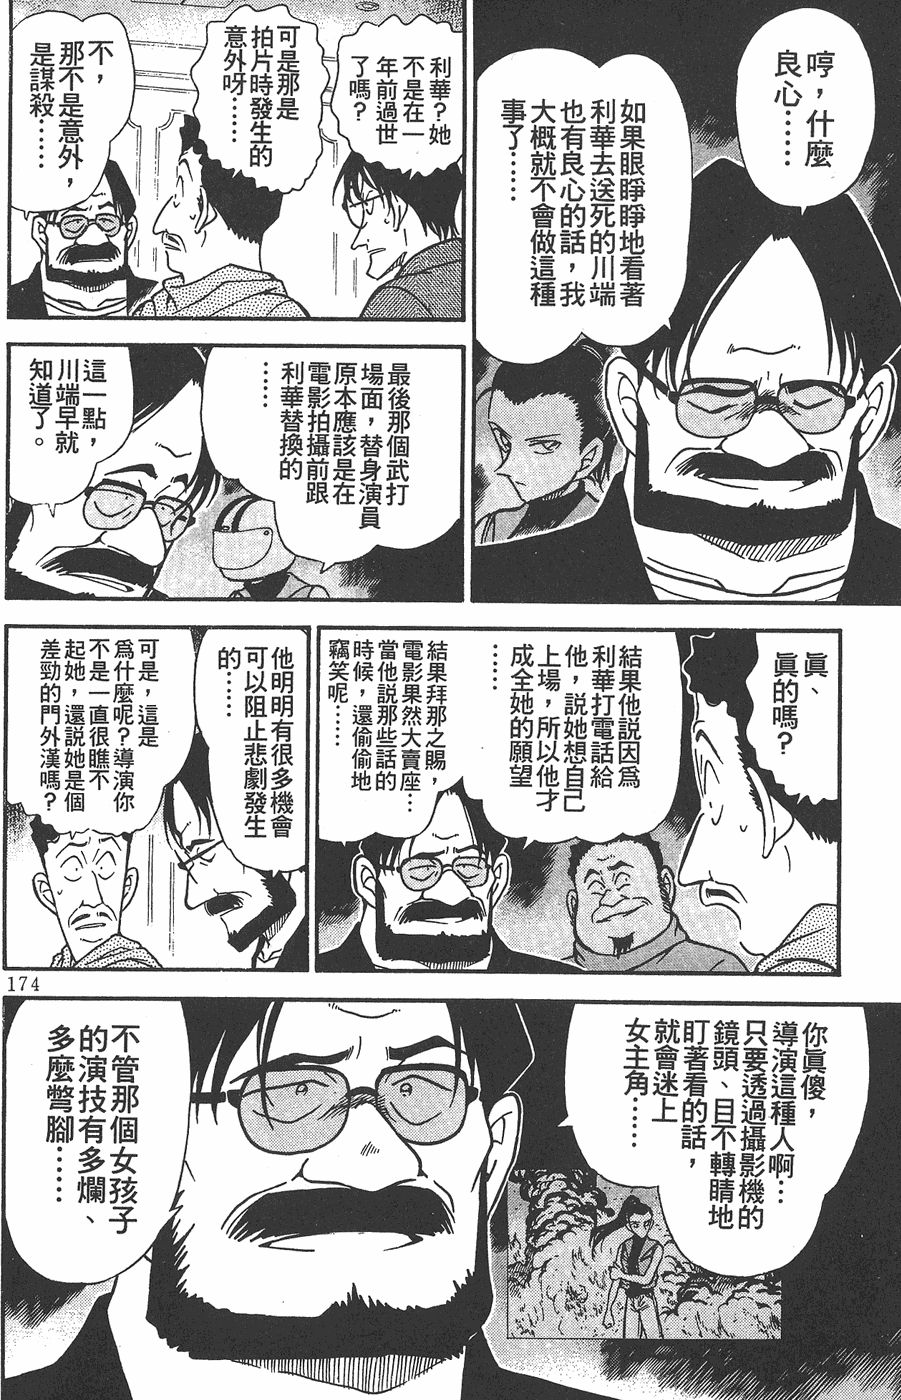 哼，什麼
良心……
如果眼睜睜地看著
利華去送死的川端
也有良心的話，我
大概就不會做這種
事了……
利華？她
不是在一
年前過世
了嗎？
可是那是
拍片時發生的
意外呀…
不，
那不是意外，
是謀殺……
最後那個武打
場面，替身演員
原本應該是在
電影拍攝前跟
利華替換的
……
這一點，
川端早就
知道了。
眞、
眞的嗎？
結果他說因爲
利華打電話給
他，說她想自己
上場，所以他才
成全她的願望
……
結果拜那之賜，
電影果然大賣座…
當他說那些話的
時候，還偷偷地
竊笑呢……
他明明有很多機會
可以阻止悲劇發生
的……
可是，這是
爲什麼呢？導演你
不是一直很瞧不
起她，還說她是個
差勁的門外漢嗎？
174
你眞傻，
導演這種人啊…
只要透過攝影機的
鏡頭、目不轉睛地
盯著看的話，
就會迷上
女主角……
不管那個女孩子
的演技有多爛、
多麼彆腳……